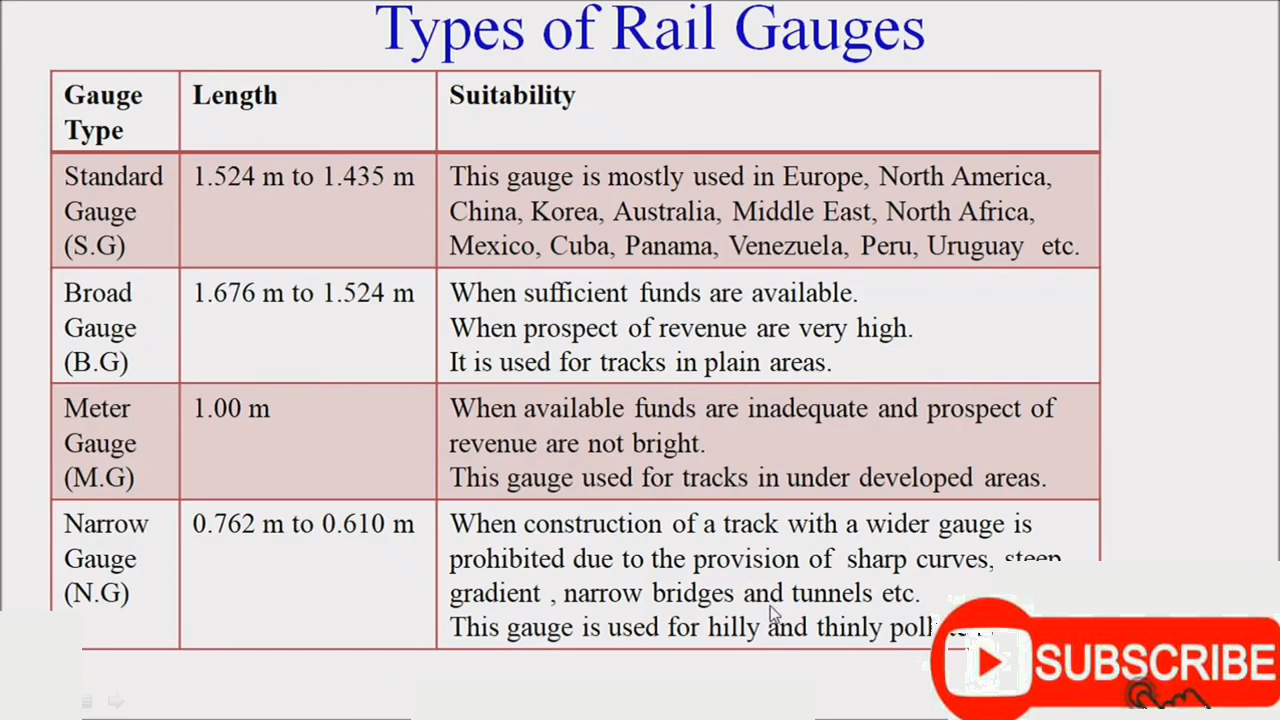 Types of Rail Gauges
Gauge Type
Length
Suitability
Standard Gauge (S.G)
1.524 m to 1.435 m
This gauge is mostly used in Europe, North America,
China, Korea, Australia, Middle East, North Africa,
Mexico, Cuba, Panama, Venezuela, Peru, Uruguay etc.
Broad Gauge (B.G)
1.676 m to 1.524 m
When sufficient funds are available.
When prospect of revenue are very high.
It is used for tracks in plain areas.
Meter Gauge (M.G)
1.00 m
When available funds are inadequate and prospect of
revenue are not bright.
This gauge used for tracks in under developed areas.
Narrow Gauge (N.G)
0.762 m to 0.610 m
When construction of a track with a wider gauge is
prohibited due to the provision of sharp curves, steep
gradient , narrow bridges and tunnels etc.
This gauge is used for hilly and thinly
SUBSCRIBE